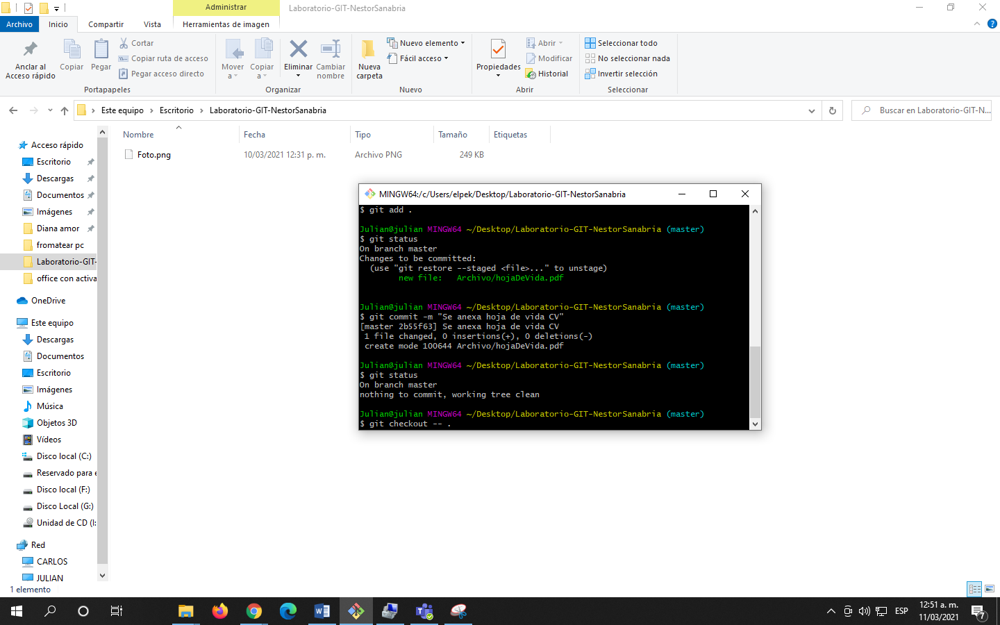 Administrar
Laboratorio-GIT-NestorSanabria
Archivo
Inicio
Compartir
Vista
Herramientas de imagen
Anclar al
Acceso rápido
Copiar
Pegar
Cortar
Copiar ruta de acceso
Pegar acceso directo
Portapapeles
Mover
a
Copiar
a
Eliminar
Cambiar
nombre
Organizar
Nueva
carpeta
Nuevo elemento
Fácil acceso
Nuevo
Propiedades
Abrir
Modificar
Historial
Abrir
Seleccionar todo
No seleccionar nada
Invertir selección
Seleccionar
Este equipo
Escritorio
Laboratorio-GIT-NestorSanabria
Buscar en Laboratorio-GIT-N...
Nombre
Fecha
Tipo
Tamaño
Etiquetas
Foto.png
10/03/2021 12:31 p. m.
Archivo PNG
249 KB
Acceso rápido
Escritorio
Descargas
Documentos
Imágenes
Diana amor
fromatear pc
Laboratorio-GIT-
office con activa
OneDrive
Este equipo
Descargas
Documentos
Escritorio
Imágenes
Música
Objetos 3D
Vídeos
Disco local (C:)
Reservado para e
Disco local (F:)
Disco Local (G:)
Unidad de CD (I:
Red
CARLOS
JULIAN
1 elemento
MINGW64:/c/Users/elpek/Desktop/Laboratorio-GIT-NestorSanabria
$ git add .
Julian@julian MINGW64 ~/Desktop/Laboratorio-GIT-NestorSanabria (master)
$ git status
On branch master
Changes to be committed:
(use "git restore --staged <file>..." to unstage)
new file:   Archivo/hojaDeVida.pdf
Julian@julian MINGW64 ~/Desktop/Laboratorio-GIT-NestorSanabria (master)
$ git commit -m "Se anexa hoja de vida CV"
[master 2b55f63] Se anexa hoja de vida CV
1 file changed, 0 insertions(+), 0 deletions(-)
create mode 100644 Archivo/hojaDeVida.pdf
Julian@julian MINGW64 ~/Desktop/Laboratorio-GIT-NestorSanabria (master)
$ git status
On branch master
nothing to commit, working tree clean
Julian@julian MINGW64 ~/Desktop/Laboratorio-GIT-NestorSanabria (master)
$ git checkout -- .
ESP
12:51 a. m.
11/03/2021
7